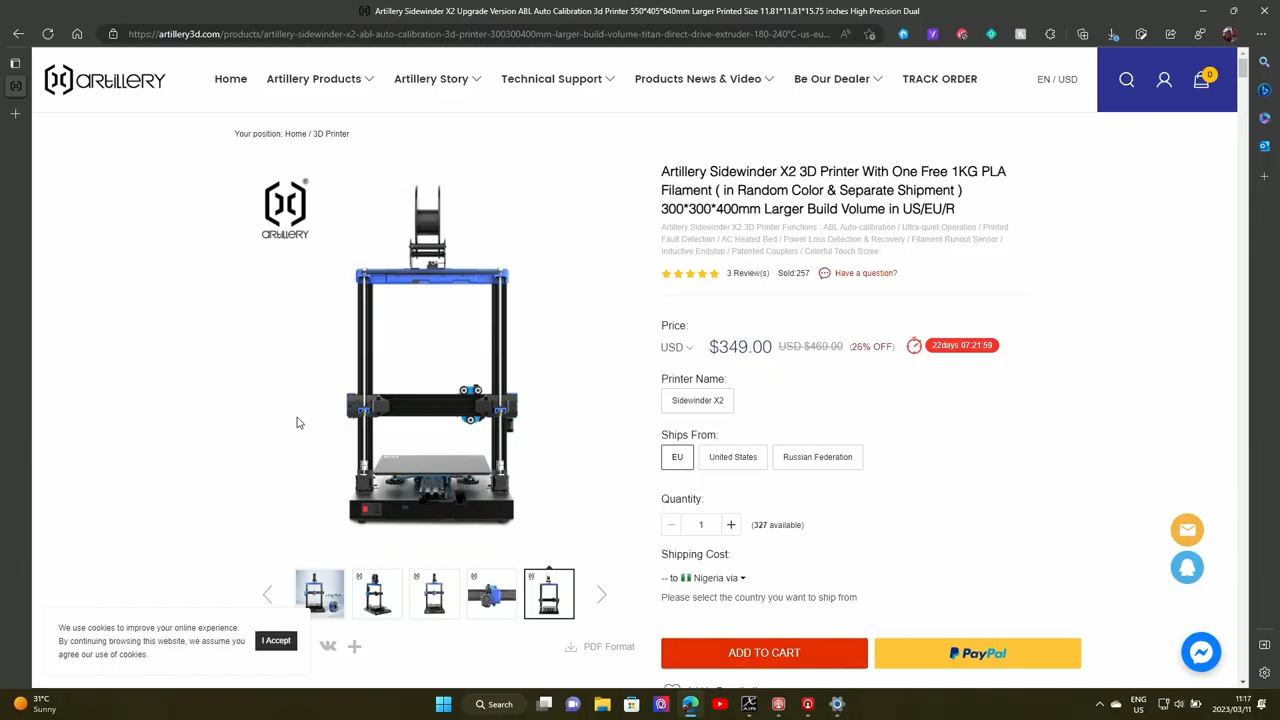 Artillery Sidewinder X2 Upgrade Version ABL Auto Calibration 3d Printer 550*405*640mm Larger Print Size 11.81*11.81*15.75 inches High Precision Dual
https://artillery3d.com/products/artillery-sidewinder-x2-abl-auto-calibration-3d-printer-300300400mm-larger-build-volume-titan-direct-drive-extruder-180-240°C-us-eu...
ARTILLERY
Home
Artillery Products
Artillery Story
Technical Support
Products News & Video
Be Our Dealer
TRACK ORDER
EN / USD
0
Your position: Home / 3D Printer
ARTILLERY
Artillery Sidewinder X2 3D Printer With One Free 1KG PLA
Filament ( in Random Color & Separate Shipment )
300*300*400mm Larger Build Volume in US/EU/R
Artillery Sidewinder X2 3D Printer Functions : ABL Auto-calibration / Ultra-quiet Operation / Printed
Fault Detection / AC Heated Bed / Power Loss Detection & Recovery / Filament Runout Sensor /
Inductive Endstop / Patented Couplers / Colorful Touch Scree
3 Review(s) Sold:257 Have a question?
Price:
USD $349.00 USD $469.00 (26% OFF) 22days 07:21:59
Printer Name:
Sidewinder X2
Ships From:
EU
United States
Russian Federation
Quantity:
1
(327 available)
Shipping Cost:
-- to Nigeria via
Please select the country you want to ship from
ADD TO CART
PayPal
PDF Format
We use cookies to improve your online experience.
By continuing browsing this website, we assume you
agree our use of cookies.
I Accept
31°C
Sunny
Search
ENG
US
11:17
2023/03/11